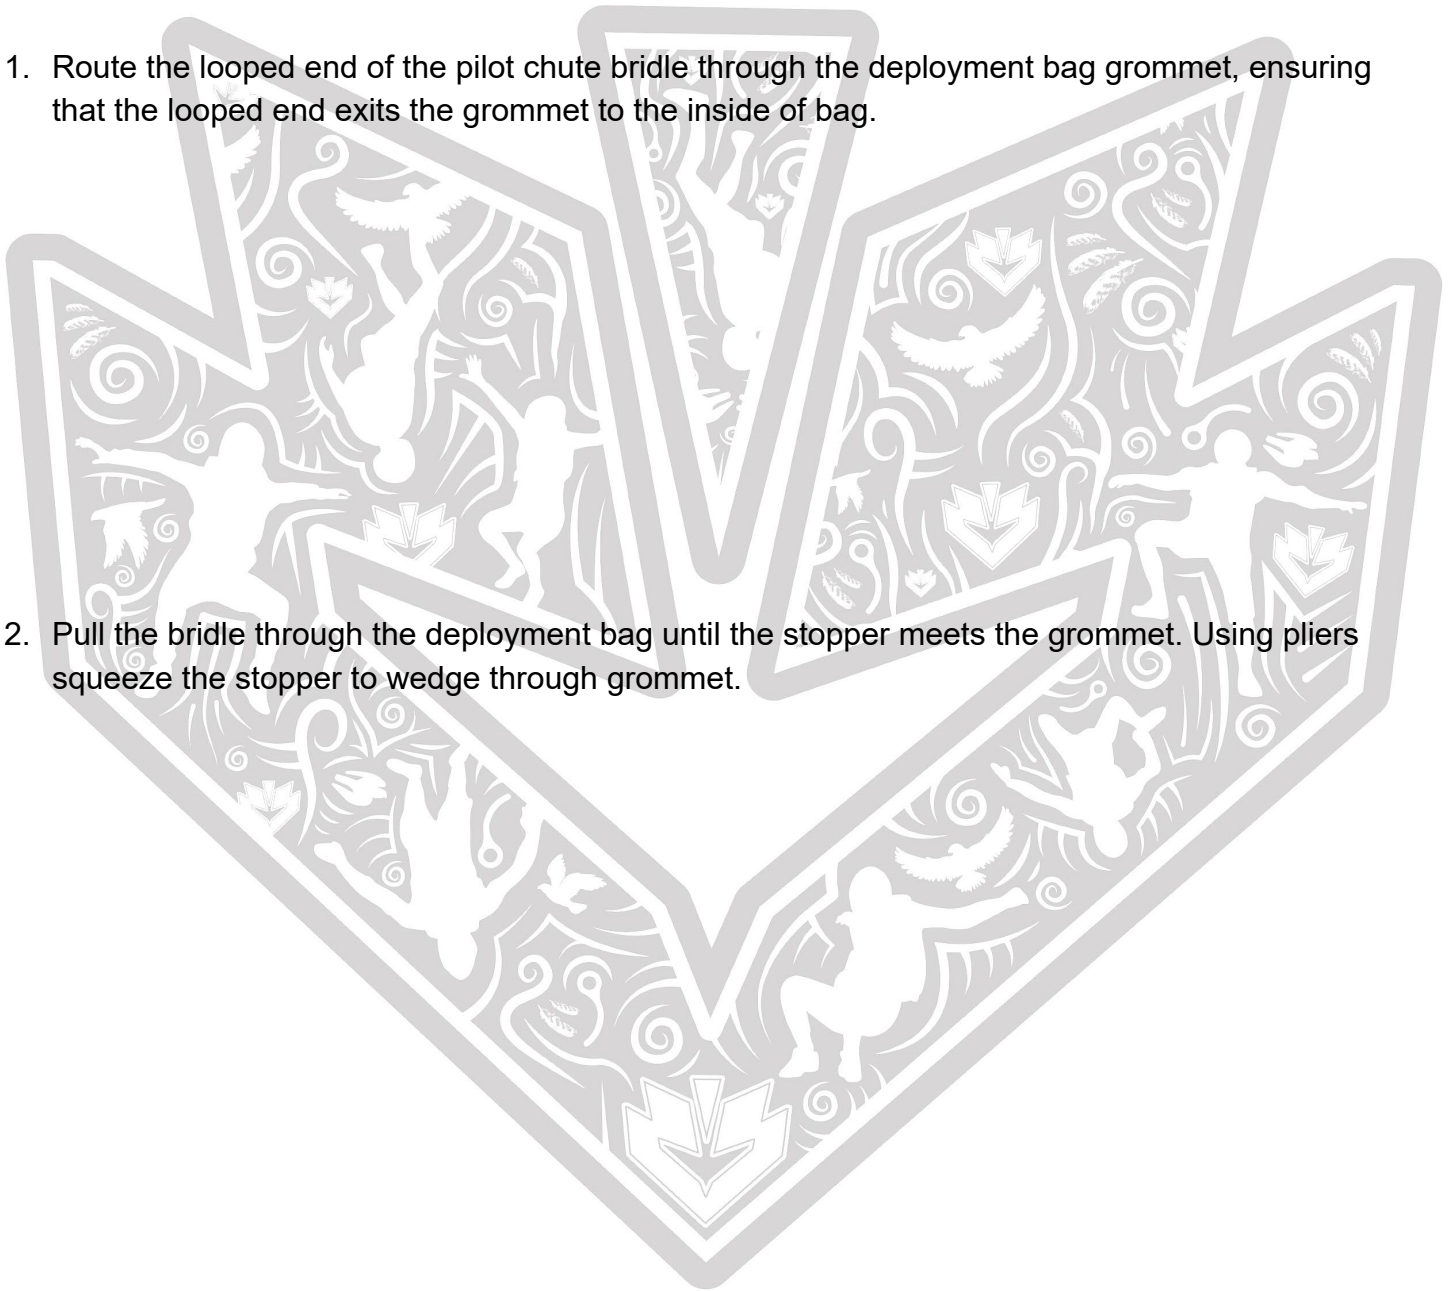 1. Route the looped end of the pilot chute bridle through the deployment bag grommet, ensuring
that the looped end exits the grommet to the inside of bag.
2. Pull the bridle through the deployment bag until the stopper meets the grommet. Using pliers
squeeze the stopper to wedge through grommet.